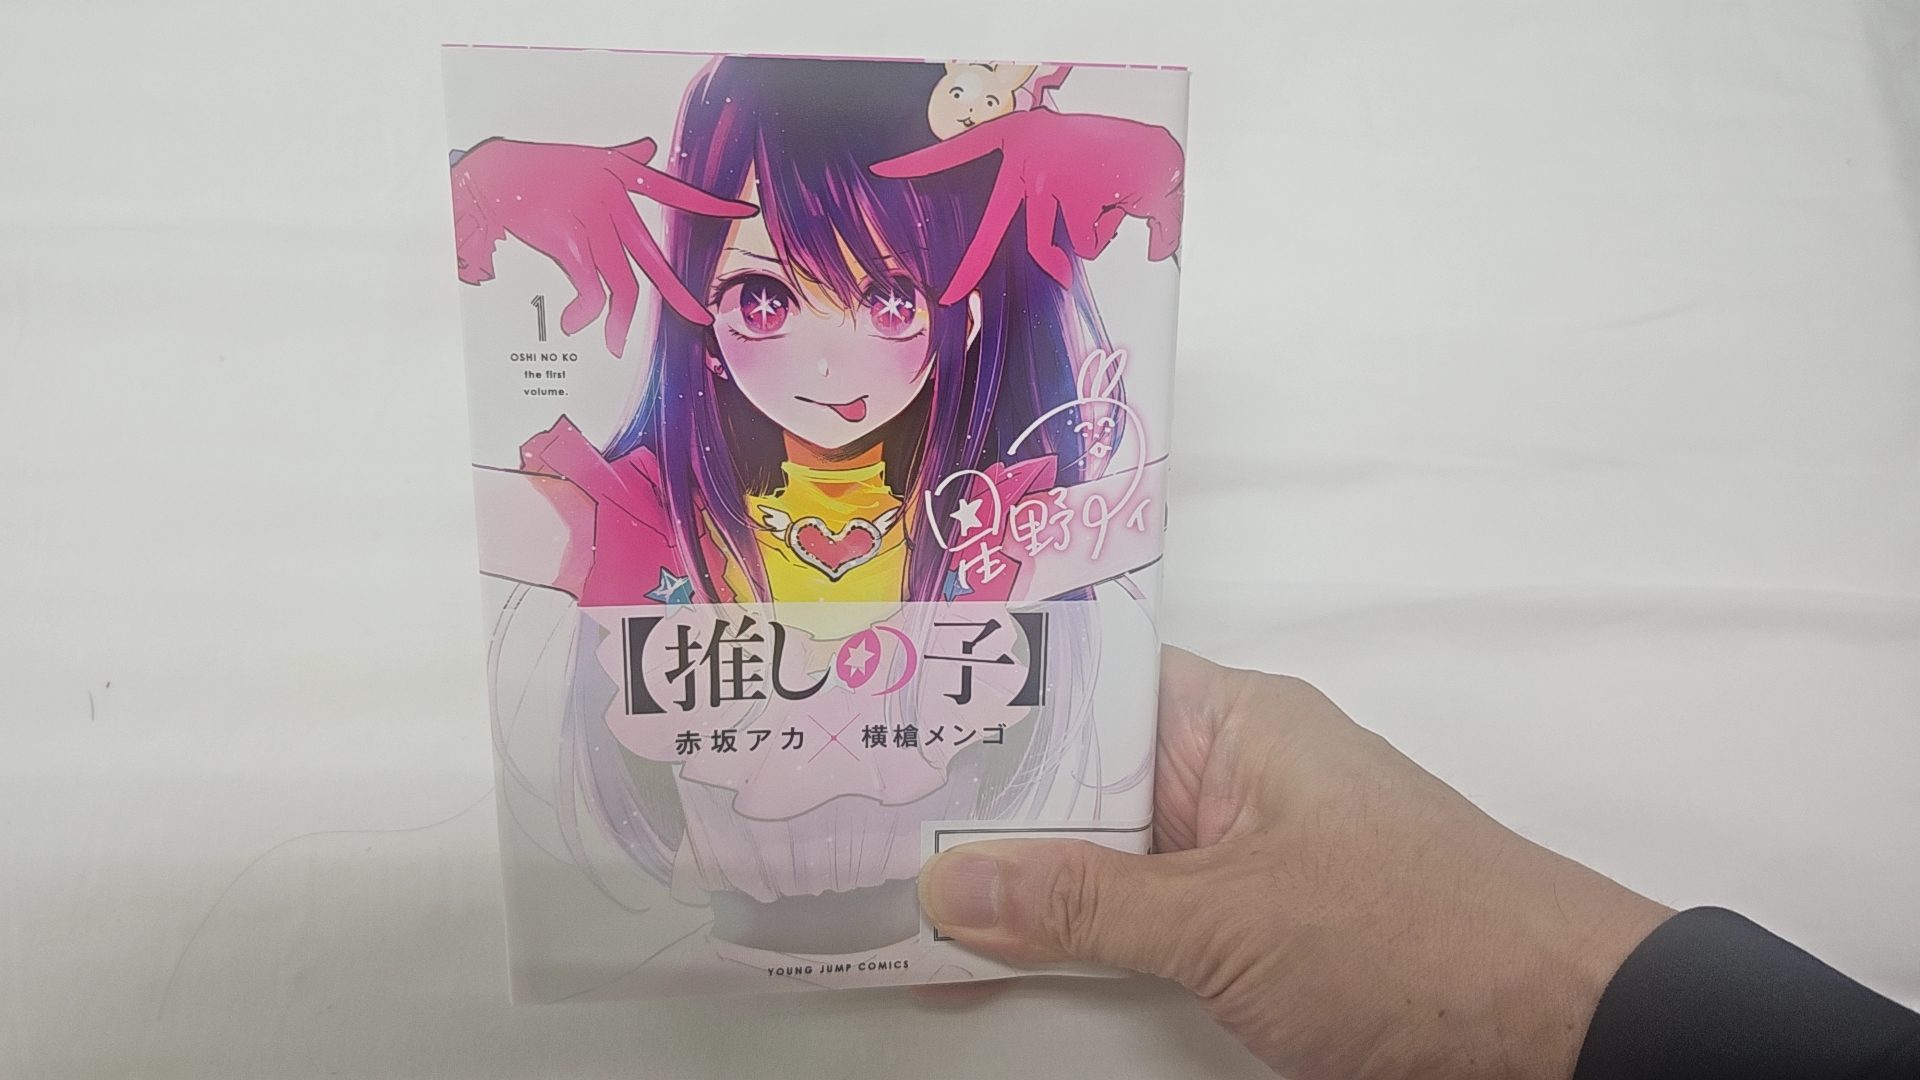 1
OSHI NO KO
the first
volume.
星野アイ
【推しの子】
赤坂アカ×横槍メンゴ
YOUNG JUMP COMICS